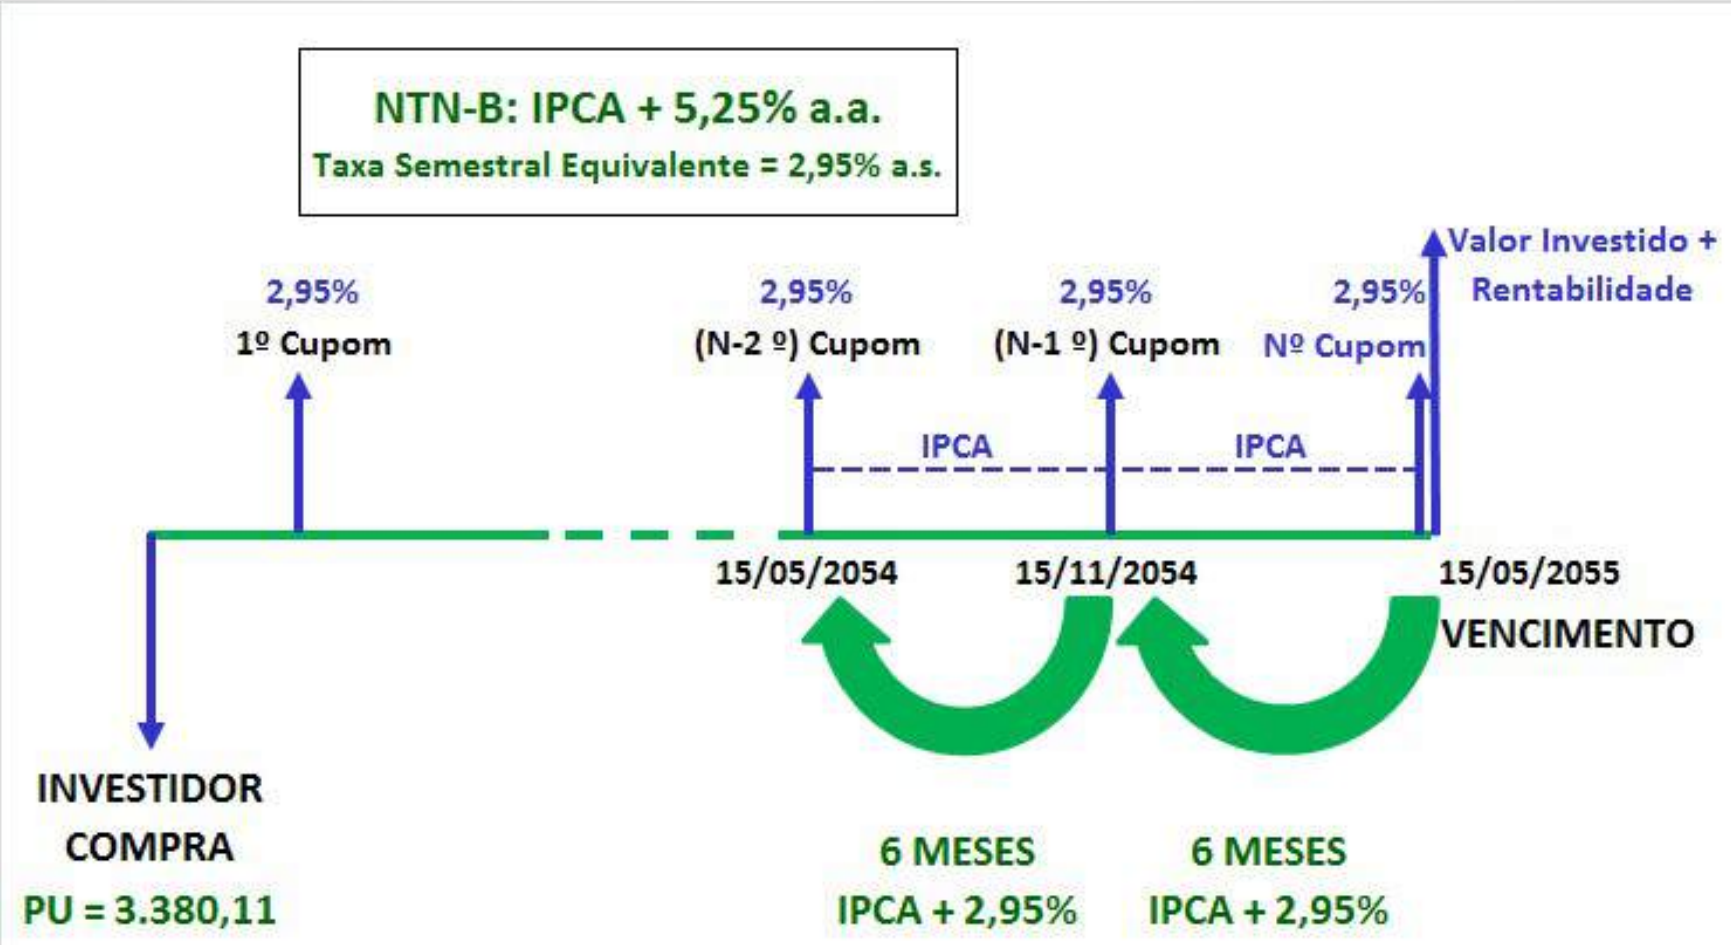 NTN-B: IPCA + 5,25% a.a.
Taxa Semestral Equivalente = 2,95% a.s.
Valor Investido +
Rentabilidade
2,95%
1º Cupom
2,95%
(N-2 º) Cupom
2,95%
(N-1 º) Cupom
2,95%
Nº Cupom
IPCA
IPCA
15/05/2054
15/11/2054
15/05/2055
VENCIMENTO
INVESTIDOR
COMPRA
PU = 3.380,11
6 MESES
IPCA + 2,95%
6 MESES
IPCA + 2,95%